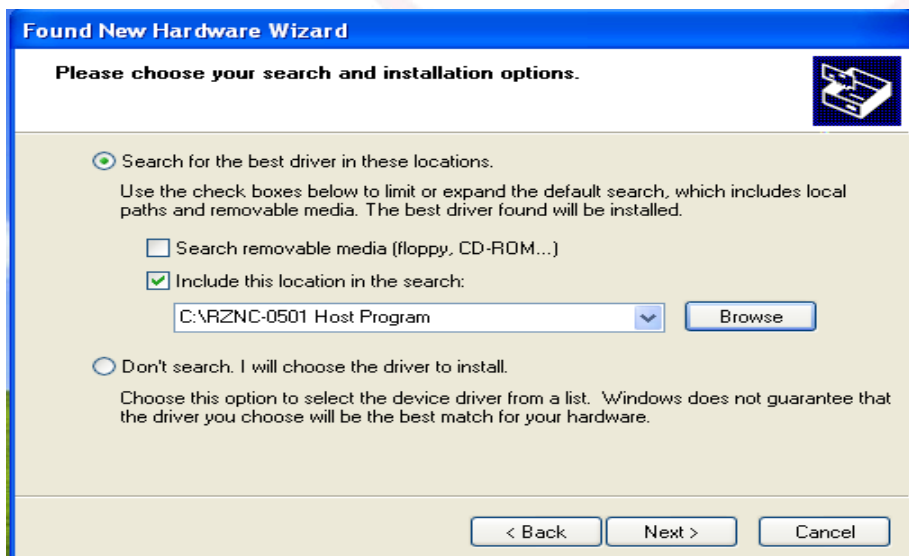 Found New Hardware Wizard
Please choose your search and installation options.
Search for the best driver in these locations.
Use the check boxes below to limit or expand the default search, which includes local
paths and removable media. The best driver found will be installed.
Search removable media (floppy, CD-ROM...)
Include this location in the search:
C:\RZNC-0501 Host Program
Browse
Don't search. I will choose the driver to install.
Choose this option to select the device driver from a list. Windows does not guarantee that
the driver you choose will be the best match for your hardware.
< Back Next > Cancel